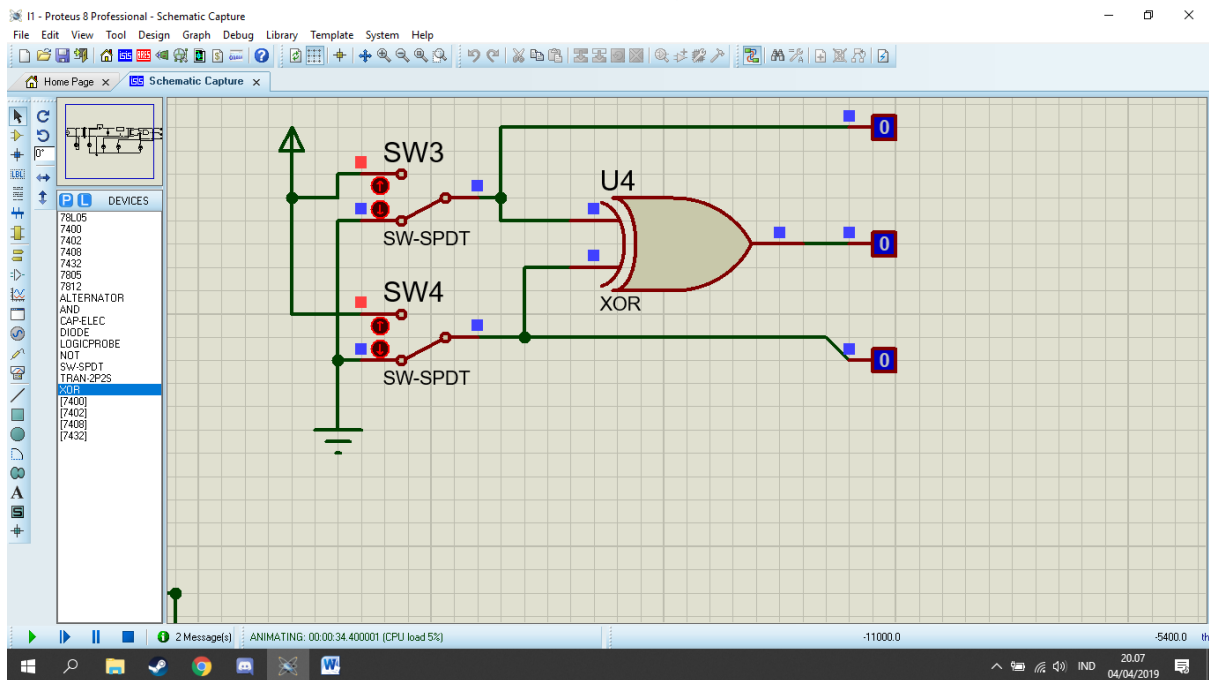 I1 - Proteus 8 Professional - Schematic Capture
File Edit View Tool Design Graph Debug Library Template System Help
Home Page
Schematic Capture
0°
LBL
P L DEVICES
78L05
7400
7402
7408
7432
7805
7812
ALTERNATOR
AND
CAP-ELEC
DIODE
LOGICPROBE
NOT
SW-SPDT
TRAN-2P2S
XOR
[7400]
[7402]
[7408]
[7432]
SW3
SW-SPDT
SW4
SW-SPDT
U4
XOR
0
0
0
2 Message(s) ANIMATING: 00:00:34.400001 (CPU load 5%) -11000.0 -5400.0 th
IND
20.07
04/04/2019